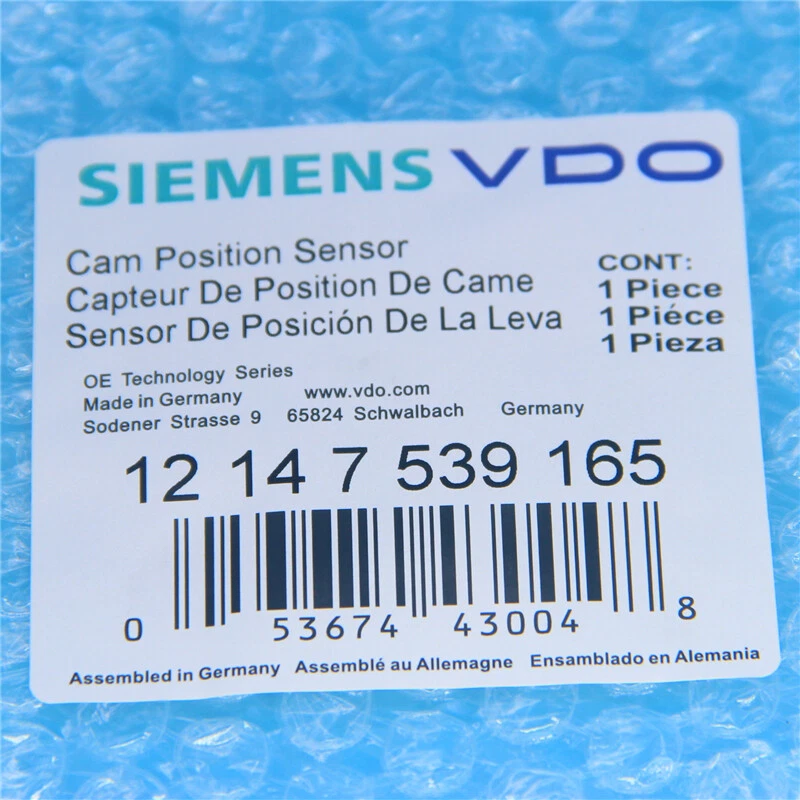 SIEMENS VDO
Cam Position Sensor
Capteur De Position De Came
Sensor De Posición De La Leva
CONT:
1 Piece
1 Piéce
1 Pieza
OE Technology Series
Made in Germany www.vdo.com
Sodener Strasse 9 65824 Schwalbach Germany
12 14 7 539 165
0 53674 43004 8
Assembled in Germany Assemblé au Allemagne Ensamblado en Alemania